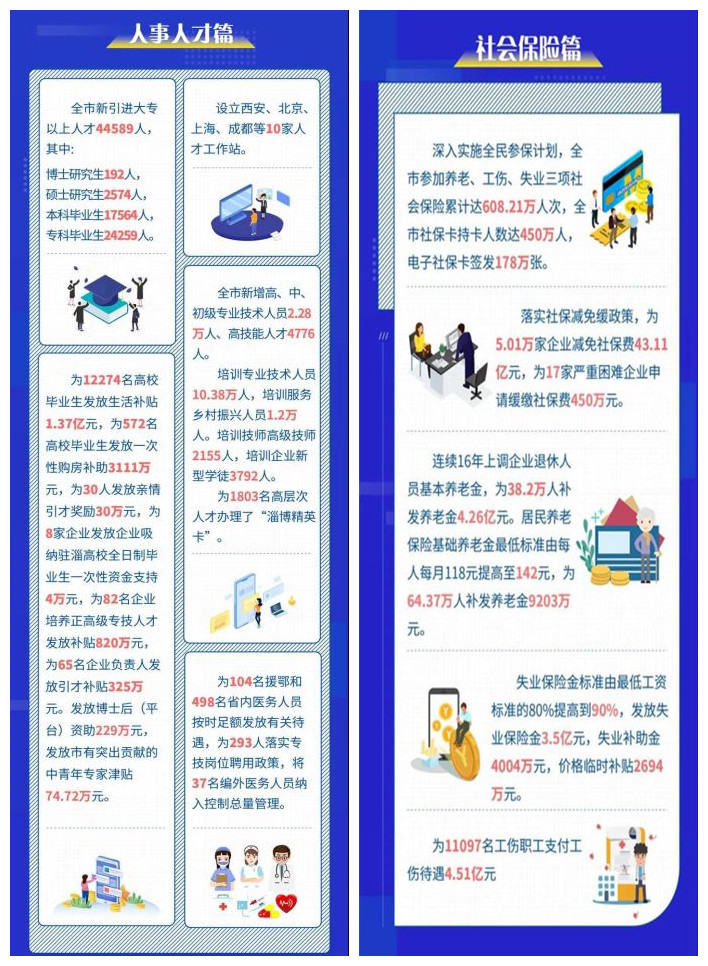 人事人才篇
全市新引进大专
以上人才44589人,
其中:
博士研究生192人,
硕士研究生2574人,
本科毕业生17564人,
专科毕业生24259人。
为12274名高校
毕业生发放生活补贴
1.37亿元，为572名
高校毕业生发放一次
性购房补助3111万
元，为30人发放亲情
引才奖励30万元，为
8家企业发放企业吸
纳驻淄高校全日制毕
业生一次性资金支持
4万元，为82名企业
培养正高级专技人才
发放补贴820万元，
为65名企业负责人发
放引才补贴325万
元。发放博士后（平
台）资助229万元，
发放市有突出贡献的
中青年专家津贴
74.72万元。
设立西安、北京、
上海、成都等10家人
才工作站。
全市新增高、中、
初级专业技术人员2.28
万人、高技能人才4776
人。
培训专业技术人员
10.38万人，培训服务
乡村振兴人员1.2万
人。培训技师高级技师
2155人，培训企业新
型学徒3792人。
为1803名高层次
人才办理了“淄博精英
卡”。
为104名援鄂和
498名省内医务人员
按时足额发放有关待
遇，为293人落实专
技岗位聘用政策，将
37名编外医务人员纳
入控制总量管理。
社会保险篇
深入实施全民参保计划，全
市参加养老、工伤、失业三项社
会保险累计达608.21万人次，全
市社保卡持卡人数达450万人，
电子社保卡签发178万张。
落实社保减免缓政策，为
5.01万家企业减免社保费43.11
亿元，为17家严重困难企业申
请缓缴社保费450万元。
连续16年上调企业退休人
员基本养老金，为38.2万人补
发养老金4.26亿元。居民养老
保险基础养老金最低标准由每
人每月118元提高至142元，为
64.37万人补发养老金9203万
元。
失业保险金标准由最低工资
标准的80%提高到90%，发放失
业保险金3.5亿元，失业补助金
4004万元，价格临时补贴2694
万元。
为11097名工伤职工支付工
伤待遇4.51亿元